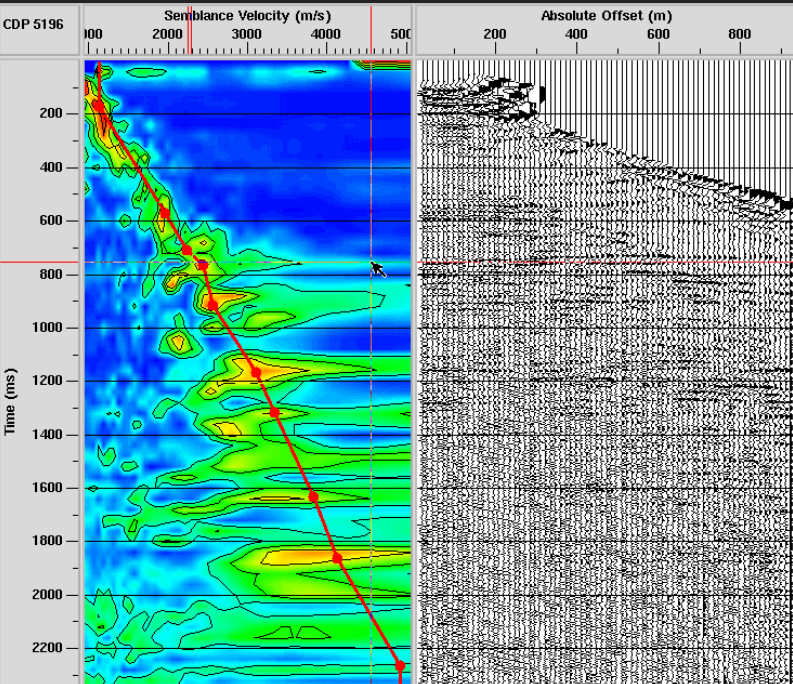 CDP 5196
Semblance Velocity (m/s)
000 2000 3000 4000 500
Absolute Offset (m)
200 400 600 800
Time (ms)
200
400
600
800
1000
1200
1400
1600
1800
2000
2200